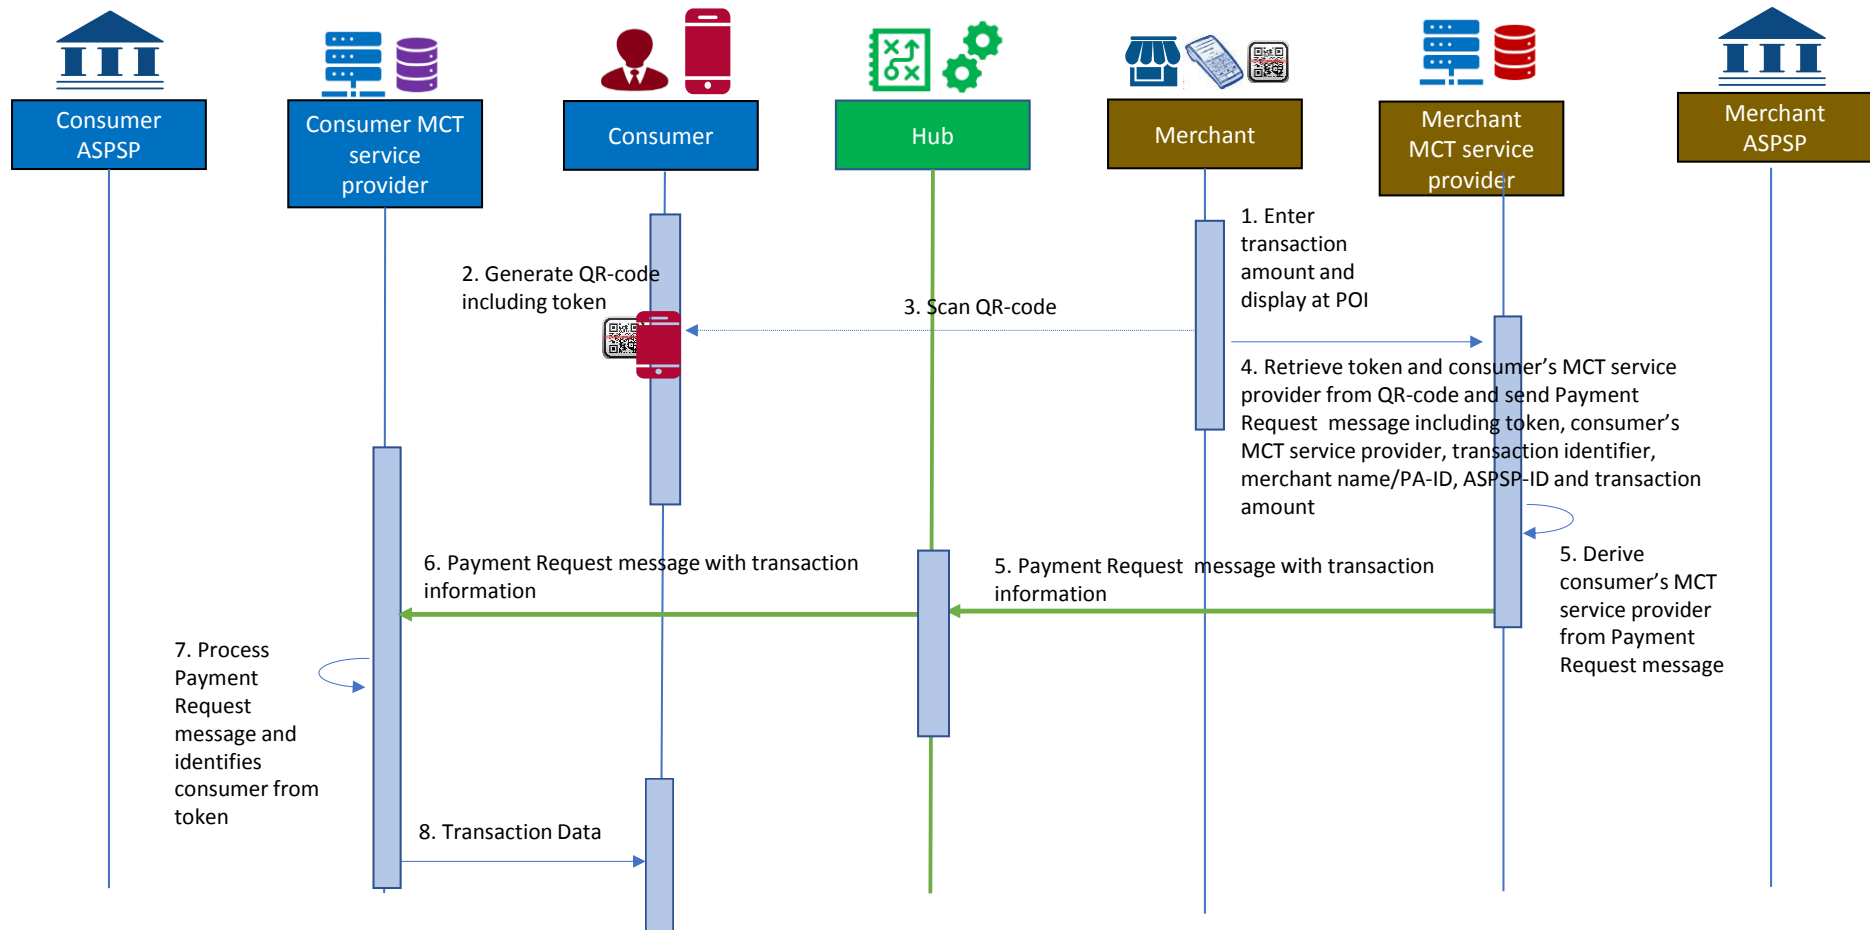 Consumer
ASPSP
Consumer MCT
service
provider
Consumer
Hub
Merchant
Merchant
MCT service
provider
Merchant
ASPSP
1. Enter
transaction
amount and
display at POI
2. Generate QR-code
including token
3. Scan QR-code
4. Retrieve token and consumer’s MCT service
provider from QR-code and send Payment
Request  message including token, consumer’s
MCT service provider, transaction identifier,
merchant name/PA-ID, ASPSP-ID and transaction
amount
5. Derive
consumer’s MCT
service provider
from Payment
Request message
5. Payment Request  message with transaction
information
6. Payment Request message with transaction
information
7. Process
Payment
Request
message and
identifies
consumer from
token
8. Transaction Data